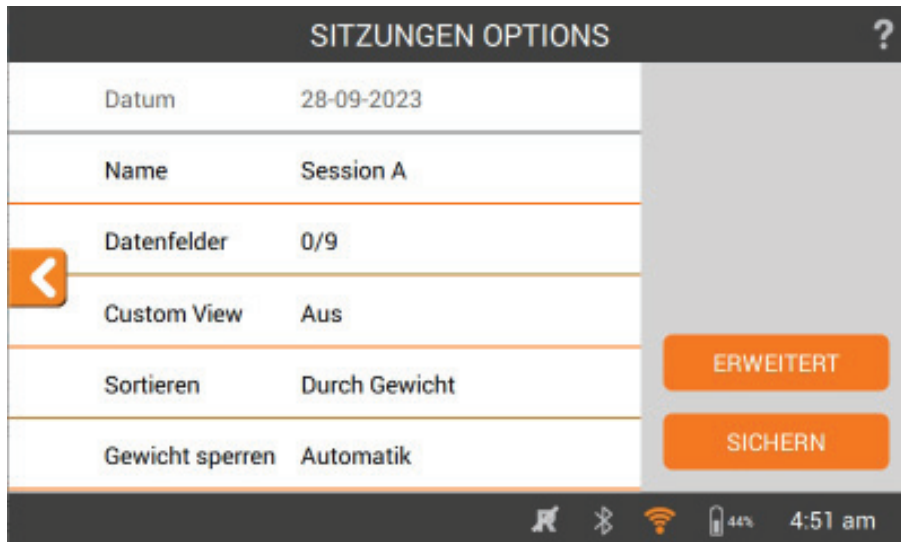 SITZUNGEN OPTIONS ?
Datum 28-09-2023
Name Session A
Datenfelder 0/9
Custom View Aus
Sortieren Durch Gewicht
Gewicht sperren Automatik
ERWEITERT
SICHERN
44% 4:51 am